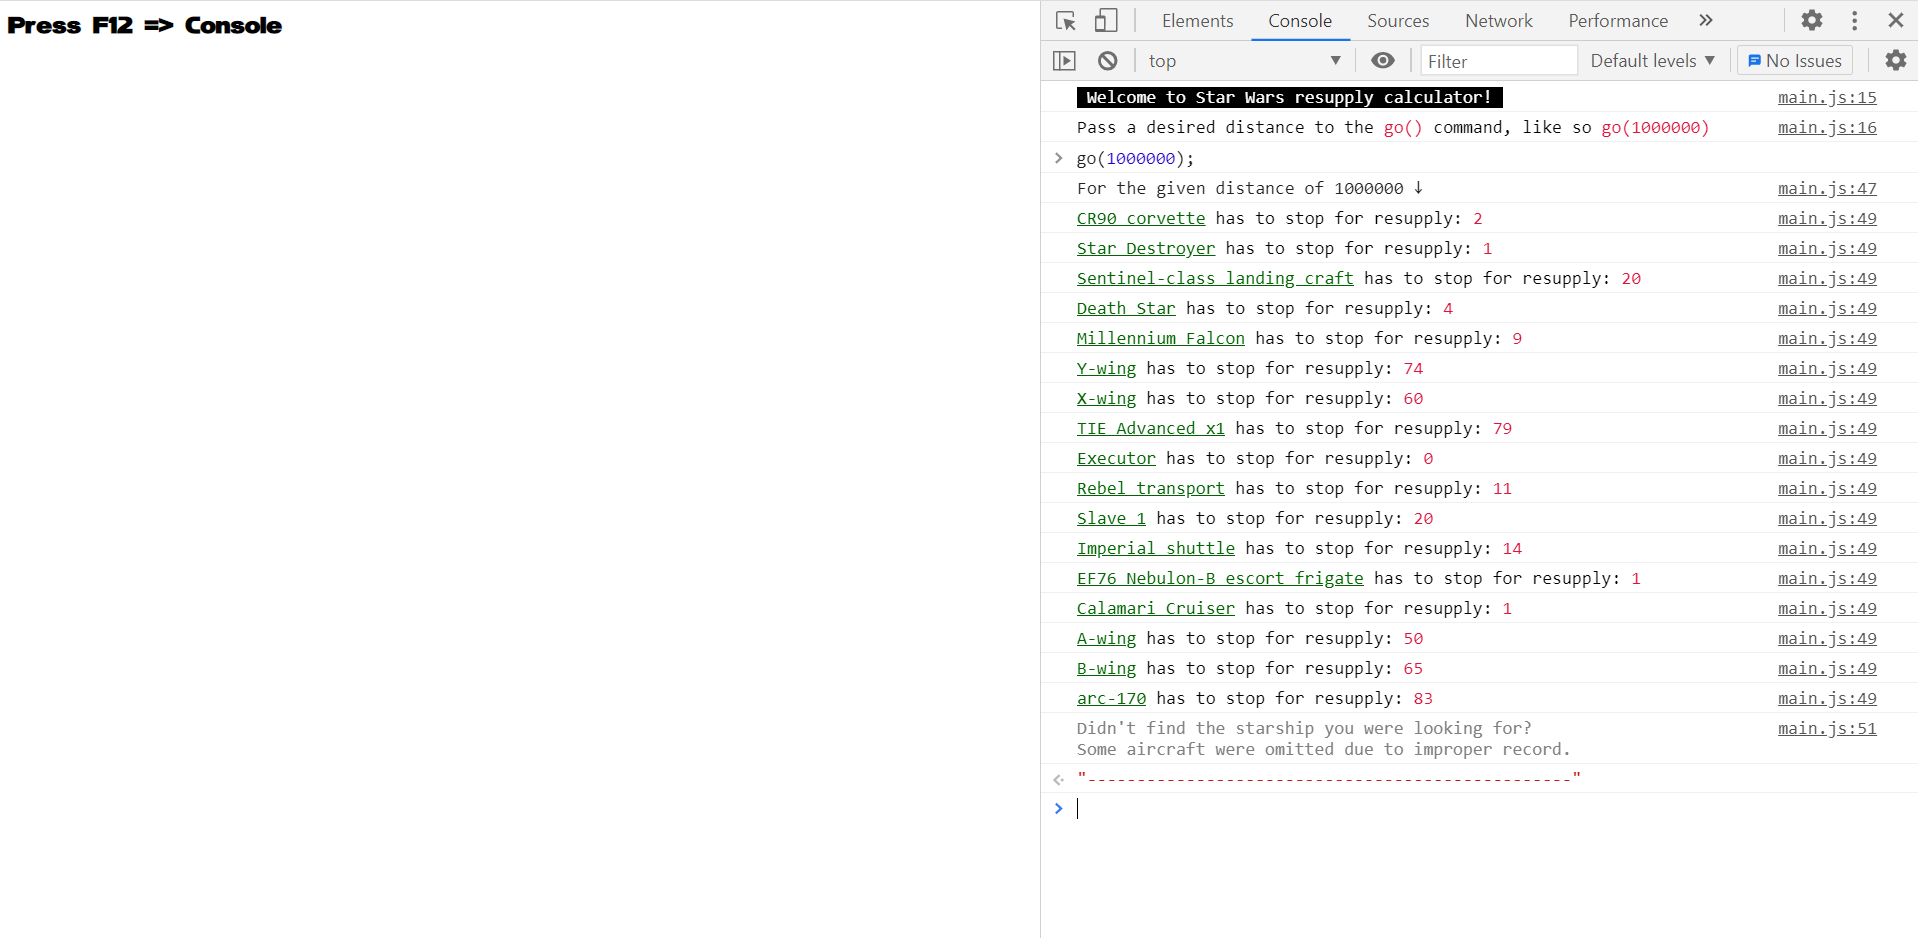 Press F12 => Console
Elements Console Sources Network Performance »
top ▼ Filter Default levels ▼ No Issues
Welcome to Star Wars resupply calculator! main.js:15
Pass a desired distance to the go() command, like so go(1000000) main.js:16
> go(1000000);
For the given distance of 1000000 ↓ main.js:47
CR90 corvette has to stop for resupply: 2 main.js:49
Star Destroyer has to stop for resupply: 1 main.js:49
Sentinel-class landing craft has to stop for resupply: 20 main.js:49
Death Star has to stop for resupply: 4 main.js:49
Millennium Falcon has to stop for resupply: 9 main.js:49
Y-wing has to stop for resupply: 74 main.js:49
X-wing has to stop for resupply: 60 main.js:49
TIE Advanced x1 has to stop for resupply: 79 main.js:49
Executor has to stop for resupply: 0 main.js:49
Rebel transport has to stop for resupply: 11 main.js:49
Slave 1 has to stop for resupply: 20 main.js:49
Imperial shuttle has to stop for resupply: 14 main.js:49
EF76 Nebulon-B escort frigate has to stop for resupply: 1 main.js:49
Calamari Cruiser has to stop for resupply: 1 main.js:49
A-wing has to stop for resupply: 50 main.js:49
B-wing has to stop for resupply: 65 main.js:49
arc-170 has to stop for resupply: 83 main.js:49
Didn't find the starship you were looking for? main.js:51
Some aircraft were omitted due to improper record.
"-------------------------------------------------"
>